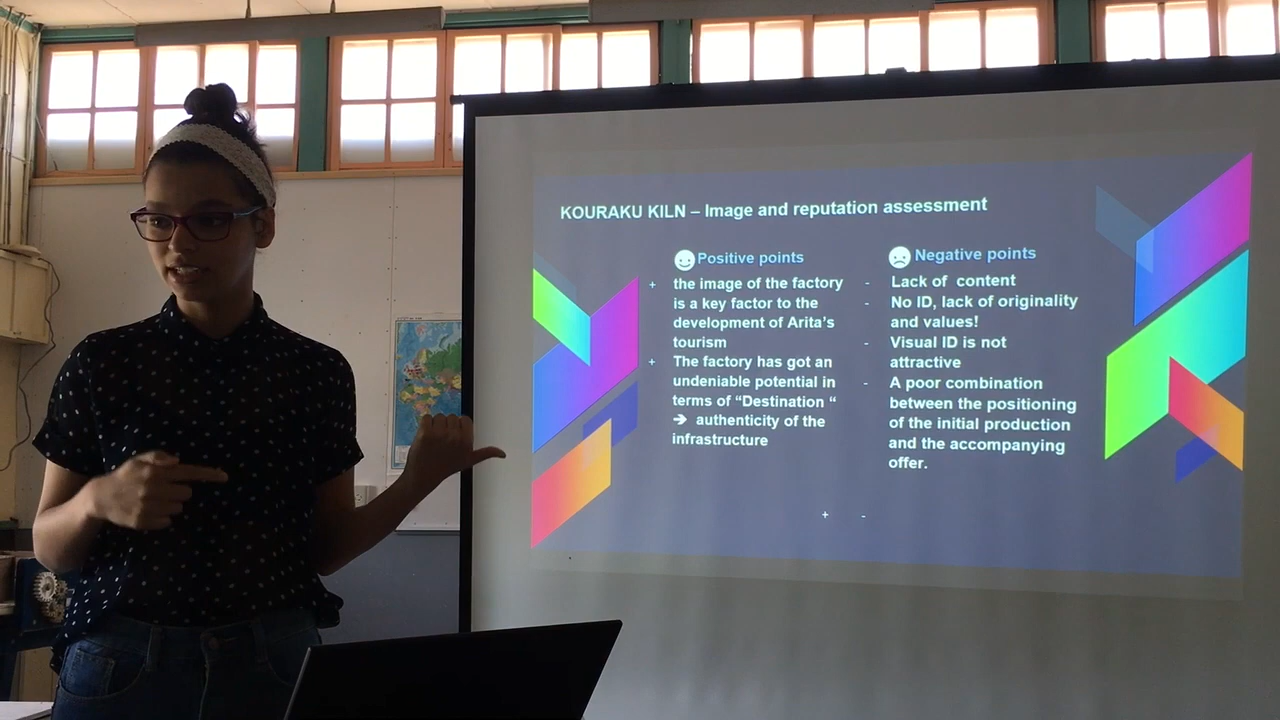 KOURAKU KILN – Image and reputation assessment
Positive points
+ the image of the factory
is a key factor to the
development of Arita's
tourism
+ The factory has got an
undeniable potential in
terms of “Destination “
➔ authenticity of the
infrastructure
Negative points
- Lack of content
- No ID, lack of originality
and values!
- Visual ID is not
attractive
- A poor combination
between the positioning
of the initial production
and the accompanying
offer.
+ -